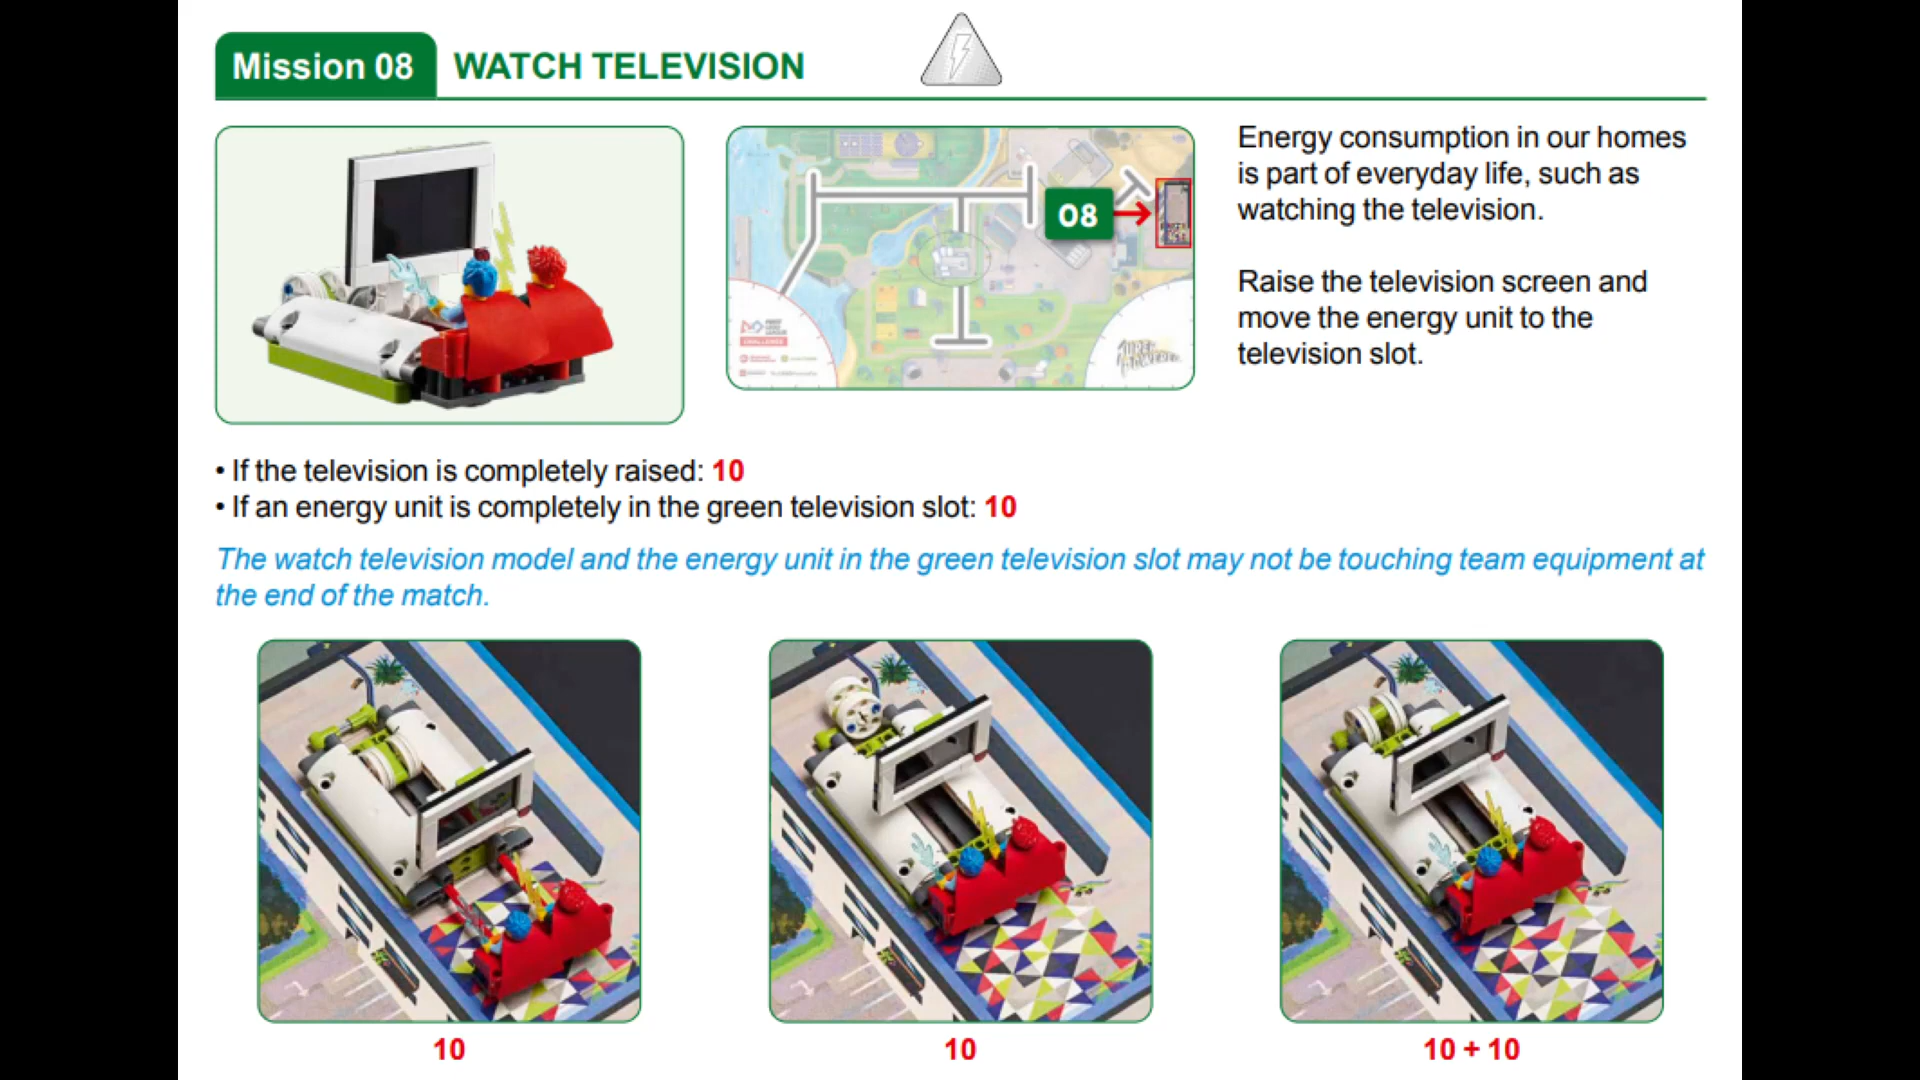 Mission 08
WATCH TELEVISION
08
CHALLENGE
SUPER
POWERED
Energy consumption in our homes
is part of everyday life, such as
watching the television.
Raise the television screen and
move the energy unit to the
television slot.
• If the television is completely raised: 10
• If an energy unit is completely in the green television slot: 10
The watch television model and the energy unit in the green television slot may not be touching team equipment at
the end of the match.
10
10
10 + 10